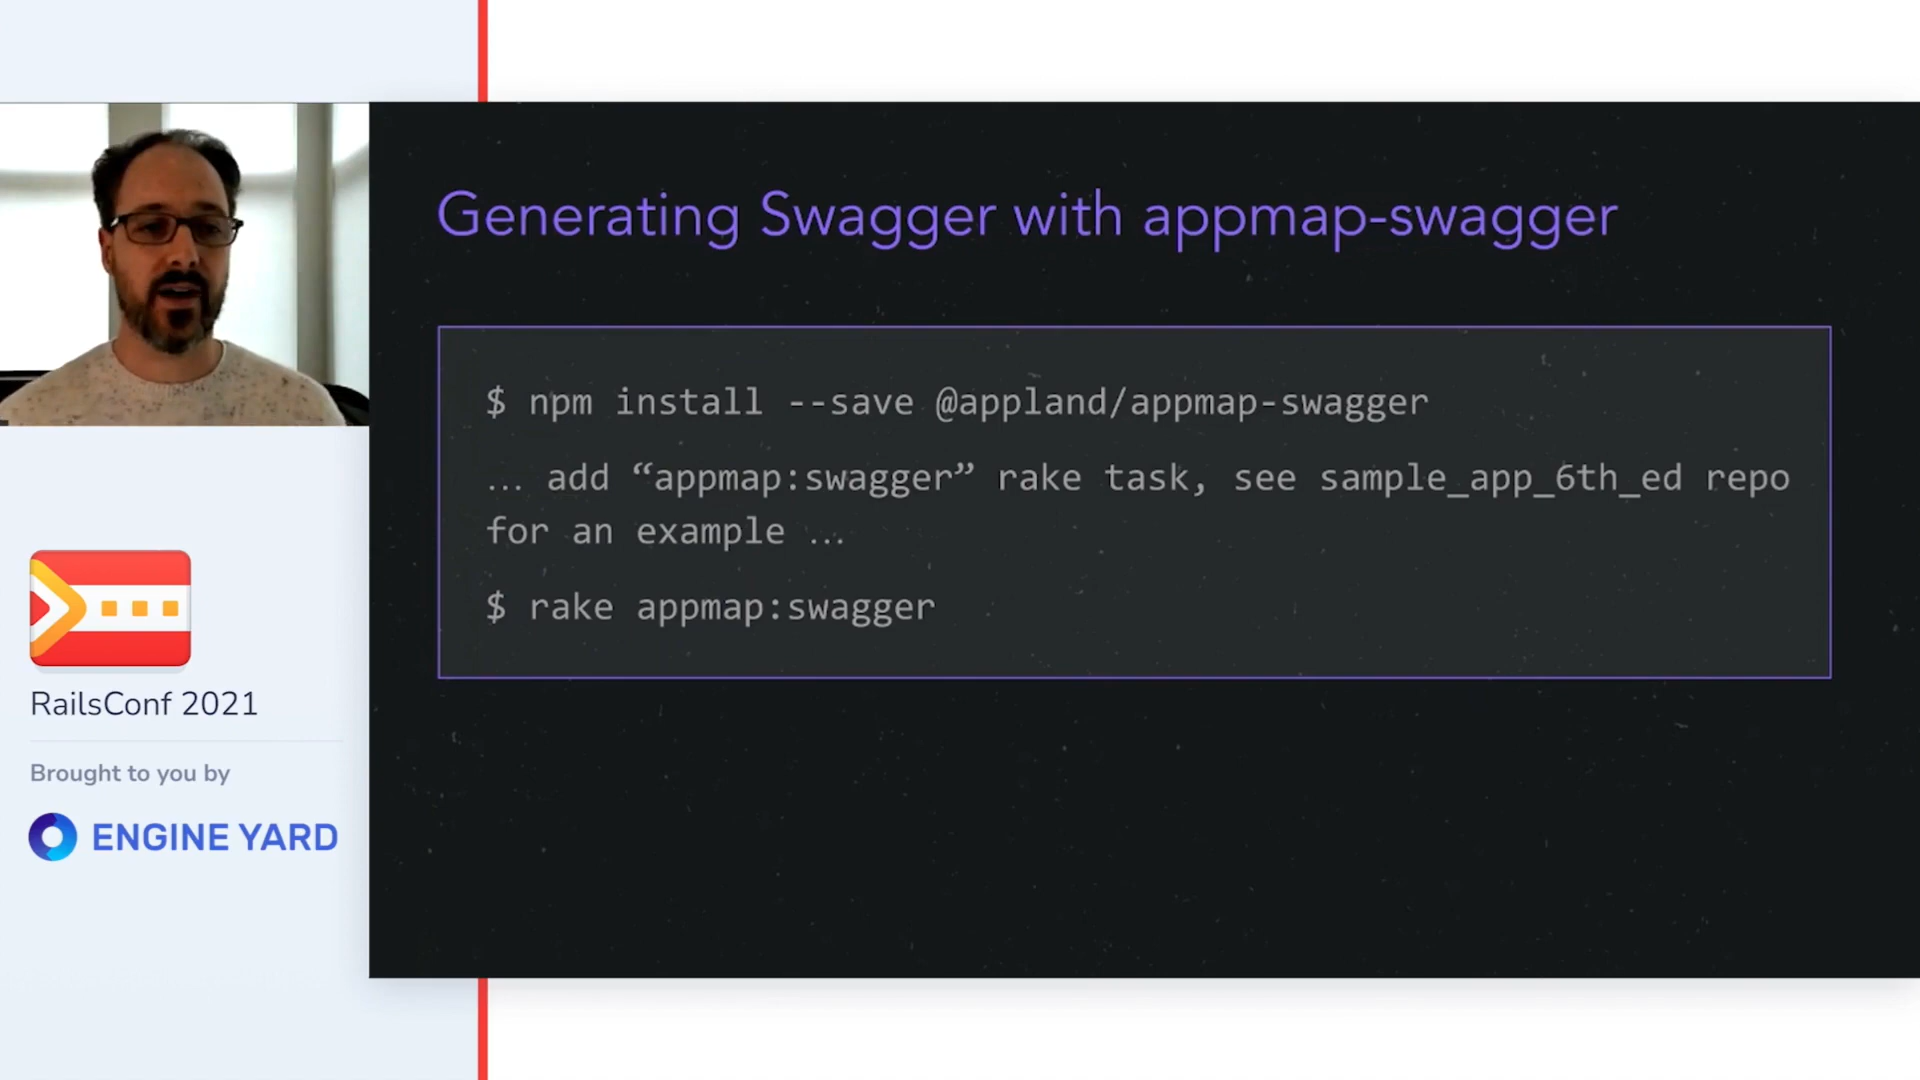 Generating Swagger with appmap-swagger
$ npm install --save @appland/appmap-swagger
... add “appmap:swagger” rake task, see sample_app_6th_ed repo
for an example ...
$ rake appmap:swagger
RailsConf 2021
Brought to you by
ENGINE YARD